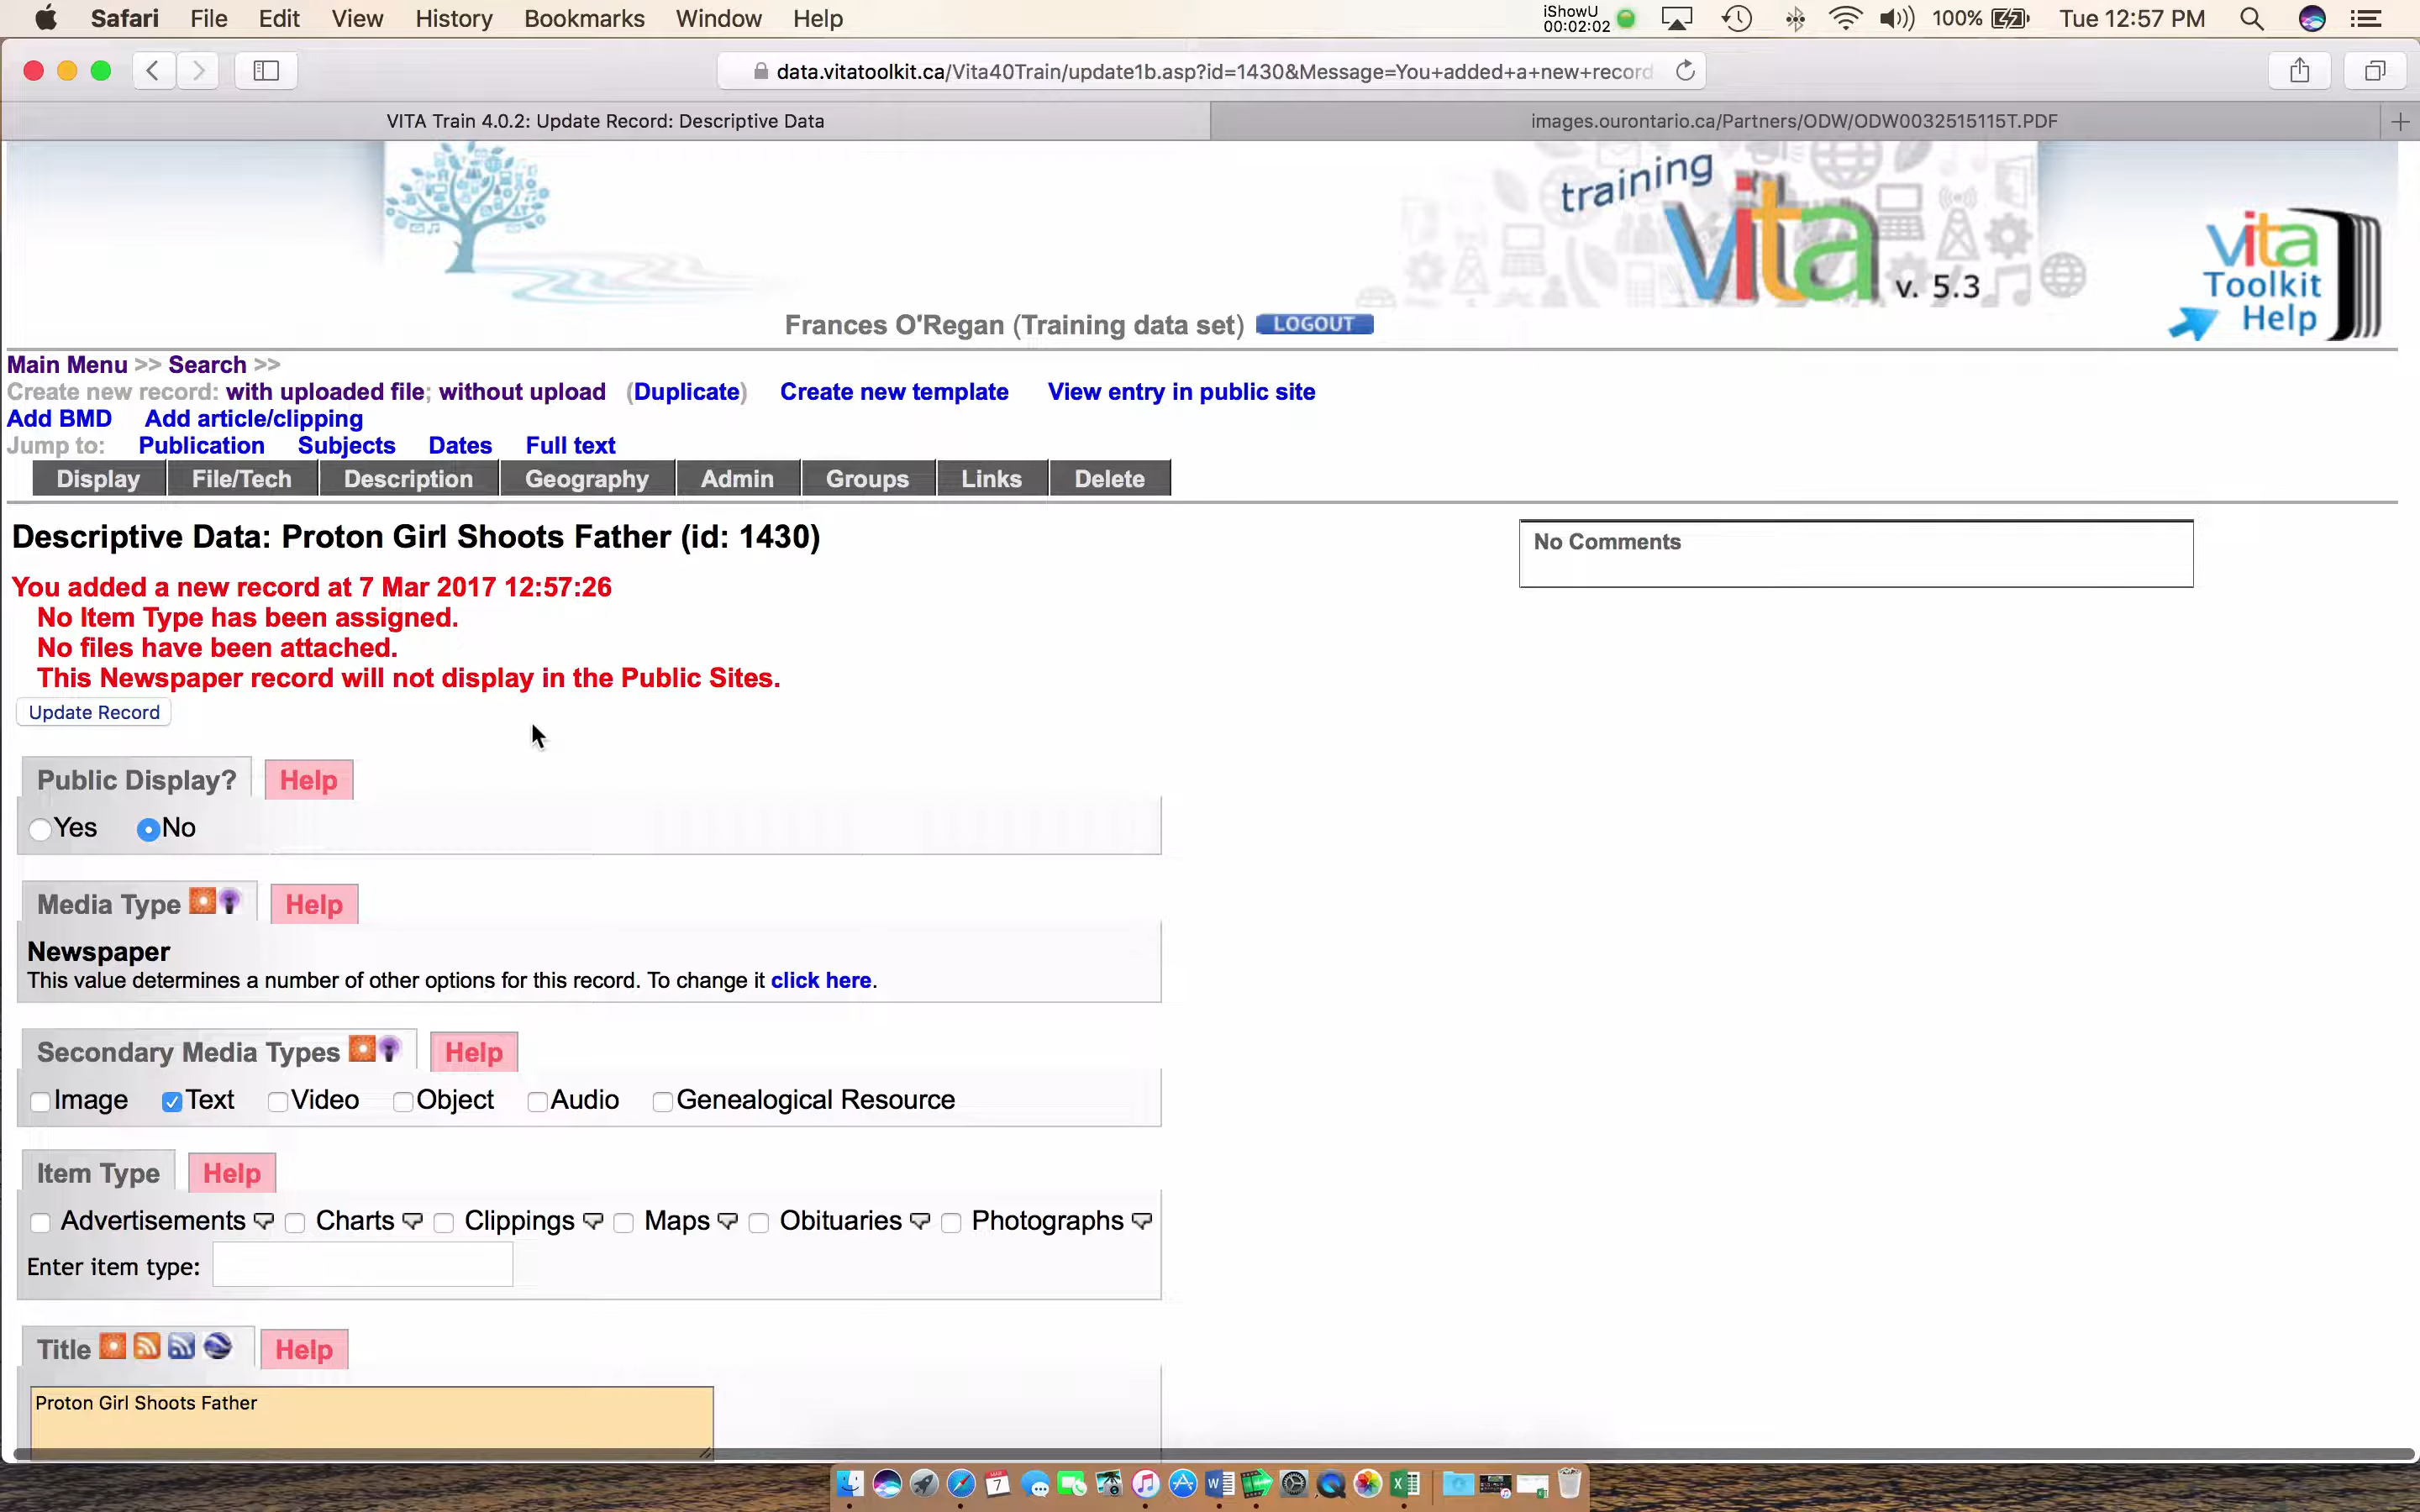 Safari File Edit View History Bookmarks Window Help
iShowU
00:02:02
100% Tue 12:57 PM
data.vitatoolkit.ca/Vita40Train/update1b.asp?id=1430&Message=You+added+a+new+record
VITA Train 4.0.2: Update Record: Descriptive Data
images.ourontario.ca/Partners/ODW/ODW0032515115T.PDF
training
vita
v. 5.3
vita
Toolkit
Help
Frances O'Regan (Training data set) LOGOUT
Main Menu >> Search >>
Create new record: with uploaded file; without upload (Duplicate) Create new template View entry in public site
Add BMD Add article/clipping
Jump to: Publication Subjects Dates Full text
Display File/Tech Description Geography Admin Groups Links Delete
Descriptive Data: Proton Girl Shoots Father (id: 1430)
No Comments
You added a new record at 7 Mar 2017 12:57:26
No Item Type has been assigned.
No files have been attached.
This Newspaper record will not display in the Public Sites.
Update Record
Public Display? Help
Yes No
Media Type Help
Newspaper
This value determines a number of other options for this record. To change it click here.
Secondary Media Types Help
Image Text Video Object Audio Genealogical Resource
Item Type Help
Advertisements Charts Clippings Maps Obituaries Photographs
Enter item type:
Title Help
Proton Girl Shoots Father
MAR
7